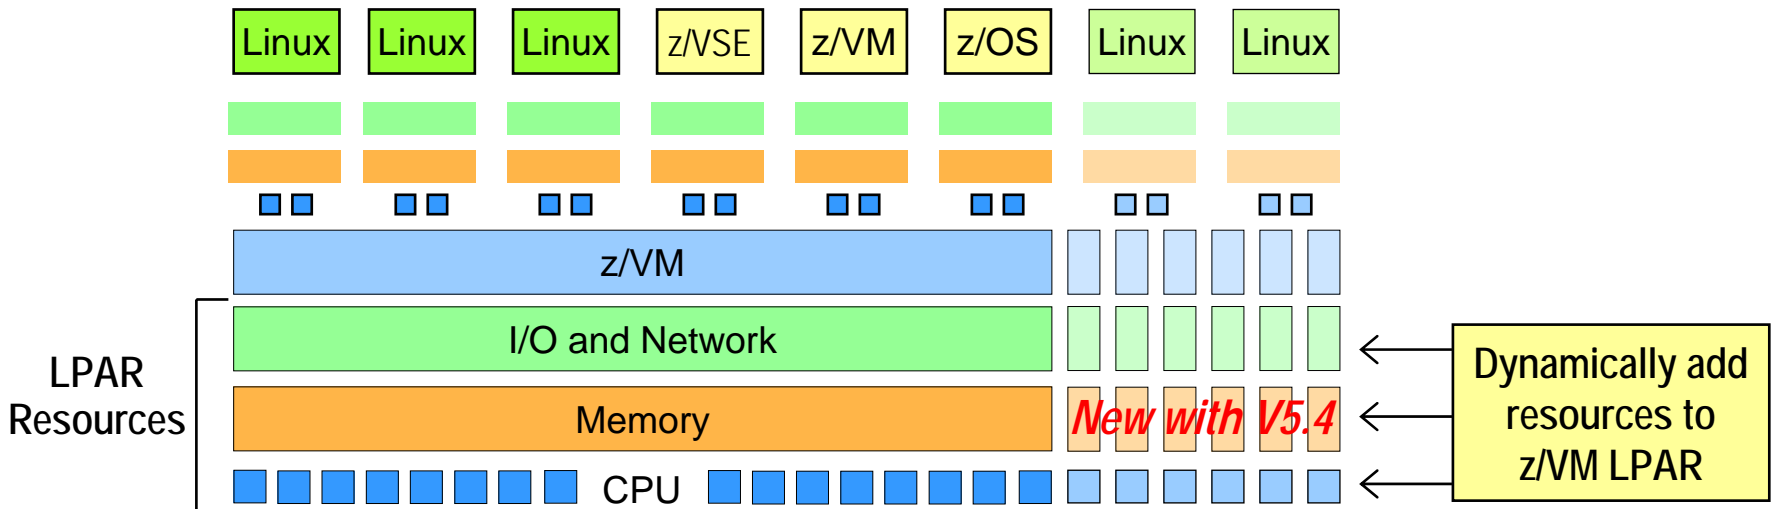 Linux Linux Linux z/VSE z/VM z/OS Linux Linux
z/VM
I/O and Network
Memory
New with V5.4
CPU
LPAR
Resources
Dynamically add
resources to
z/VM LPAR